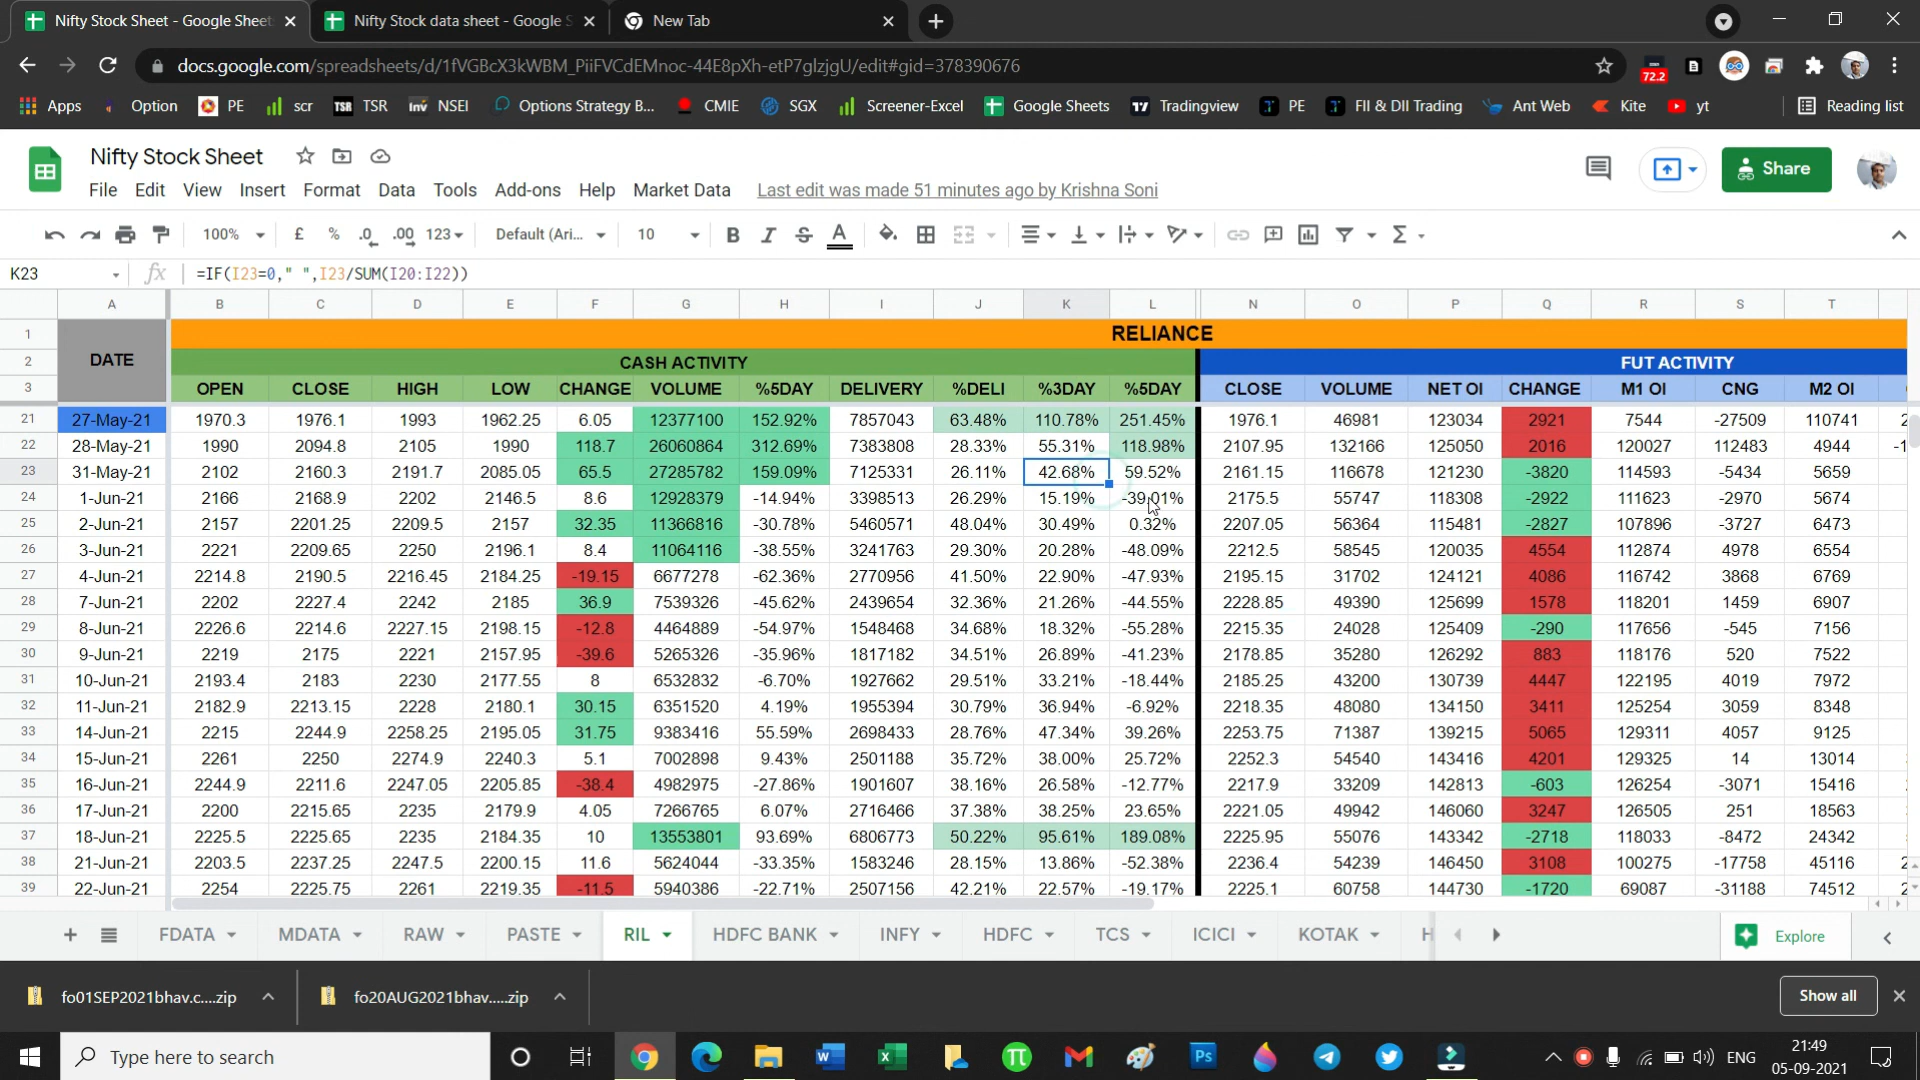 Nifty Stock Sheet - Google Sheet
Nifty Stock data sheet - Google S
New Tab
docs.google.com/spreadsheets/d/1fVGBcX3kWBM_PiiFVCdEMnoc-44E8pXh-etP7glzjgU/edit#gid=378390676
72.2
Apps Option PE scr TSR TSR inv NSEI Options Strategy B... CMIE SGX Screener-Excel Google Sheets Tradingview PE FII & DII Trading Ant Web Kite yt Reading list
Nifty Stock Sheet
Share
File Edit View Insert Format Data Tools Add-ons Help Market Data Last edit was made 51 minutes ago by Krishna Soni
100% £ % .0 .00 123 Default (Ari... 10 B I S A
K23 fx =IF(I23=0," ",I23/SUM(I20:I22))
A B C D E F G H I J K L N O P Q R S T
1 RELIANCE
DATE
2 CASH ACTIVITY FUT ACTIVITY
3 OPEN CLOSE HIGH LOW CHANGE VOLUME %5DAY DELIVERY %DELI %3DAY %5DAY CLOSE VOLUME NET OI CHANGE M1 OI CNG M2 OI
21 27-May-21 1970.3 1976.1 1993 1962.25 6.05 12377100 152.92% 7857043 63.48% 110.78% 251.45% 1976.1 46981 123034 2921 7544 -27509 110741 2
22 28-May-21 1990 2094.8 2105 1990 118.7 26060864 312.69% 7383808 28.33% 55.31% 118.98% 2107.95 132166 125050 2016 120027 112483 4944 -1
23 31-May-21 2102 2160.3 2191.7 2085.05 65.5 27285782 159.09% 7125331 26.11% 42.68% 59.52% 2161.15 116678 121230 -3820 114593 -5434 5659
24 1-Jun-21 2166 2168.9 2202 2146.5 8.6 12928379 -14.94% 3398513 26.29% 15.19% -39.01% 2175.5 55747 118308 -2922 111623 -2970 5674
25 2-Jun-21 2157 2201.25 2209.5 2157 32.35 11366816 -30.78% 5460571 48.04% 30.49% 0.32% 2207.05 56364 115481 -2827 107896 -3727 6473
26 3-Jun-21 2221 2209.65 2250 2196.1 8.4 11064116 -38.55% 3241763 29.30% 20.28% -48.09% 2212.5 58545 120035 4554 112874 4978 6554
27 4-Jun-21 2214.8 2190.5 2216.45 2184.25 -19.15 6677278 -62.36% 2770956 41.50% 22.90% -47.93% 2195.15 31702 124121 4086 116742 3868 6769
28 7-Jun-21 2202 2227.4 2242 2185 36.9 7539326 -45.62% 2439654 32.36% 21.26% -44.55% 2228.85 49390 125699 1578 118201 1459 6907
29 8-Jun-21 2226.6 2214.6 2227.15 2198.15 -12.8 4464889 -54.97% 1548468 34.68% 18.32% -55.28% 2215.35 24028 125409 -290 117656 -545 7156
30 9-Jun-21 2219 2175 2221 2157.95 -39.6 5265326 -35.96% 1817182 34.51% 26.89% -41.23% 2178.85 35280 126292 883 118176 520 7522
31 10-Jun-21 2193.4 2183 2230 2177.55 8 6532832 -6.70% 1927662 29.51% 33.21% -18.44% 2185.25 43200 130739 4447 122195 4019 7972
32 11-Jun-21 2182.9 2213.15 2228 2180.1 30.15 6351520 4.19% 1955394 30.79% 36.94% -6.92% 2218.35 48080 134150 3411 125254 3059 8348
33 14-Jun-21 2215 2244.9 2258.25 2195.05 31.75 9383416 55.59% 2698433 28.76% 47.34% 39.26% 2253.75 71387 139215 5065 129311 4057 9125
34 15-Jun-21 2261 2250 2274.9 2240.3 5.1 7002898 9.43% 2501188 35.72% 38.00% 25.72% 2252.3 54540 143416 4201 129325 14 13014
35 16-Jun-21 2244.9 2211.6 2247.05 2205.85 -38.4 4982975 -27.86% 1901607 38.16% 26.58% -12.77% 2217.9 33209 142813 -603 126254 -3071 15416
36 17-Jun-21 2200 2215.65 2235 2179.9 4.05 7266765 6.07% 2716466 37.38% 38.25% 23.65% 2221.05 49942 146060 3247 126505 251 18563
37 18-Jun-21 2225.5 2225.65 2235 2184.35 10 13553801 93.69% 6806773 50.22% 95.61% 189.08% 2225.95 55076 143342 -2718 118033 -8472 24342
38 21-Jun-21 2203.5 2237.25 2247.5 2200.15 11.6 5624044 -33.35% 1583246 28.15% 13.86% -52.38% 2236.4 54239 146450 3108 100275 -17758 45116 2
39 22-Jun-21 2254 2225.75 2261 2219.35 -11.5 5940386 -22.71% 2507156 42.21% 22.57% -19.17% 2225.1 60758 144730 -1720 69087 -31188 74512 2
FDATA MDATA RAW PASTE RIL HDFC BANK INFY HDFC TCS ICICI KOTAK H Explore
fo01SEP2021bhav.c....zip fo20AUG2021bhav.....zip Show all
Type here to search
ENG
21:49
05-09-2021